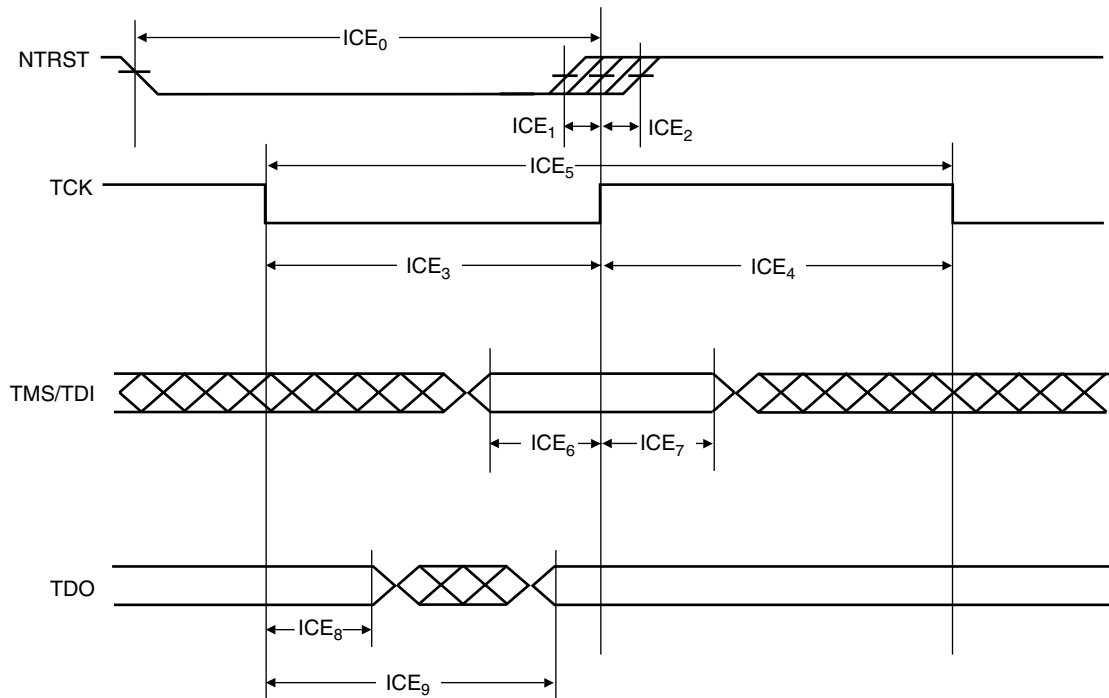 ICE₀
NTRST
ICE₁
ICE₂
ICE₅
TCK
ICE₃
ICE₄
TMS/TDI
ICE₆
ICE₇
TDO
ICE₈
ICE₉